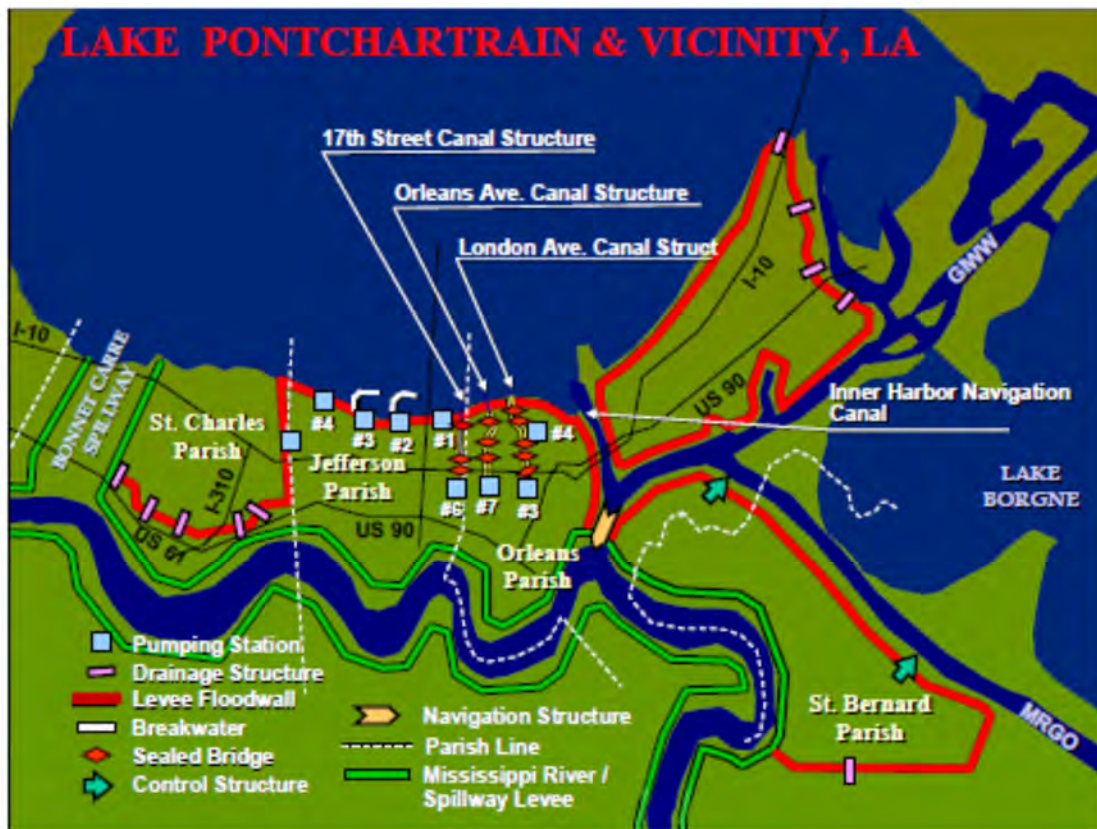 LAKE PONTCHARTRAIN & VICINITY, LA
17th Street Canal Structure
Orleans Ave. Canal Structure
London Ave. Canal Struct
I-10
GIWW
I-10
BONNET CARRE
SPILLWAY
US 90
Inner Harbor Navigation
Canal
St. Charles
Parish
#4
#3
#2
#1
#4
Jefferson
Parish
I-310
#6
#7
#3
LAKE
BORGNE
US 61
US 90
Orleans
Parish
Pumping Station
Drainage Structure
Levee Floodwall
Breakwater
Sealed Bridge
Control Structure
Navigation Structure
Parish Line
Mississippi River /
Spillway Levee
St. Bernard
Parish
MRGO